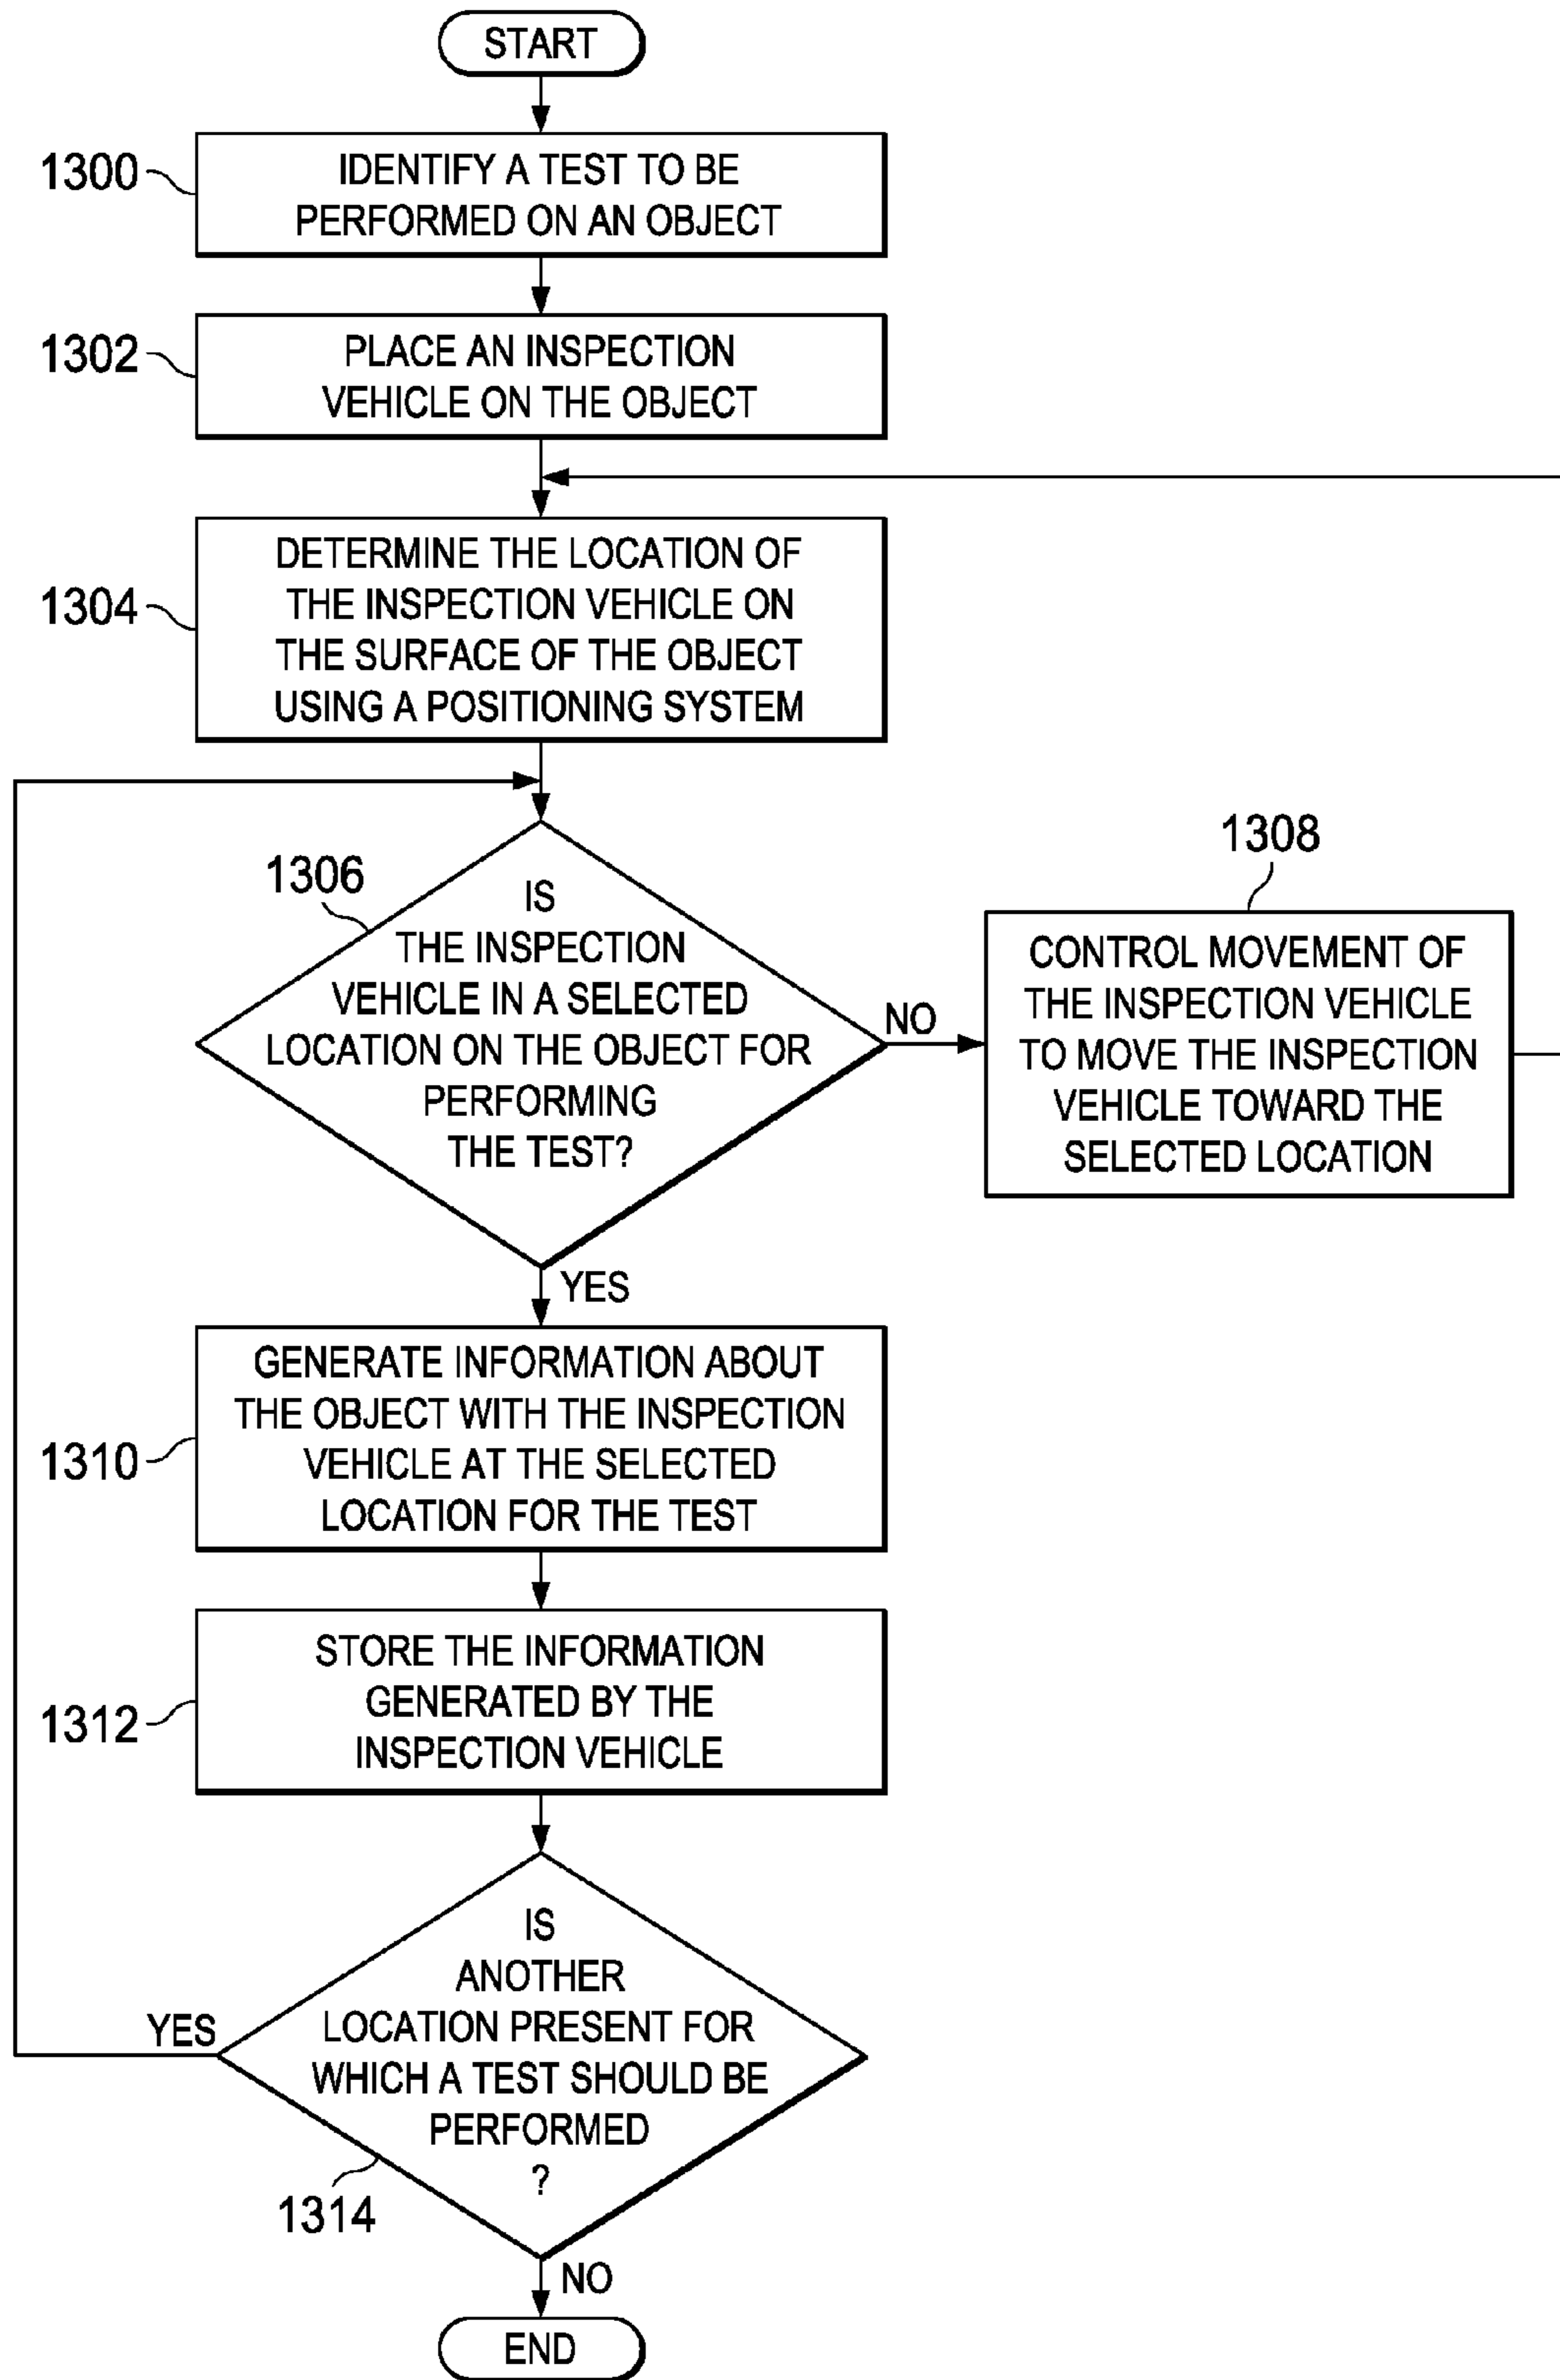 START
1300
IDENTIFY A TEST TO BE
PERFORMED ON AN OBJECT
1302
PLACE AN INSPECTION
VEHICLE ON THE OBJECT
1304
DETERMINE THE LOCATION OF
THE INSPECTION VEHICLE ON
THE SURFACE OF THE OBJECT
USING A POSITIONING SYSTEM
1306
IS
THE INSPECTION
VEHICLE IN A SELECTED
LOCATION ON THE OBJECT FOR
PERFORMING
THE TEST?
NO
1308
CONTROL MOVEMENT OF
THE INSPECTION VEHICLE
TO MOVE THE INSPECTION
VEHICLE TOWARD THE
SELECTED LOCATION
YES
1310
GENERATE INFORMATION ABOUT
THE OBJECT WITH THE INSPECTION
VEHICLE AT THE SELECTED
LOCATION FOR THE TEST
1312
STORE THE INFORMATION
GENERATED BY THE
INSPECTION VEHICLE
IS
ANOTHER
LOCATION PRESENT FOR
WHICH A TEST SHOULD BE
PERFORMED
?
YES
1314
NO
END